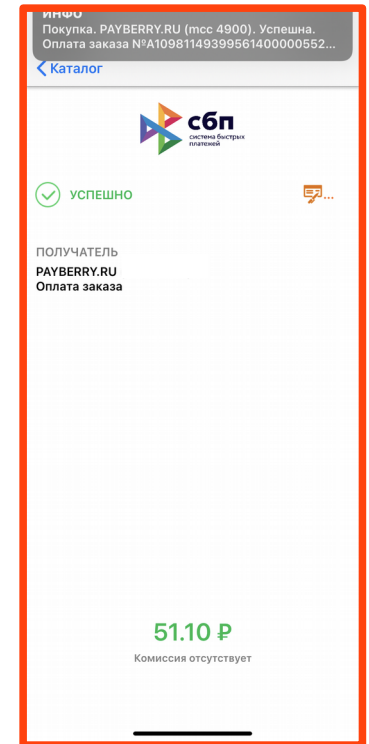 ИНФО
Покупка. PAYBERRY.RU (mcc 4900). Успешна.
Оплата заказа №A10981149399561400000552...
Каталог
сбп
система быстрых
платежей
УСПЕШНО
...
ПОЛУЧАТЕЛЬ
PAYBERRY.RU
Оплата заказа
51.10 ₽
Комиссия отсутствует